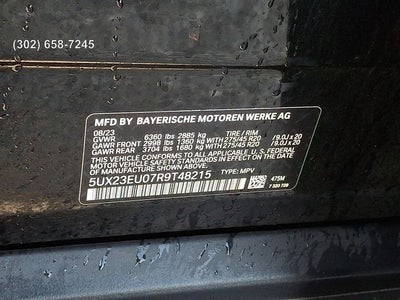 (302) 658-7245
MFD BY BAYERISCHE MOTOREN WERKE AG
08/23 6360 lbs 2885 kg TIRE / RIM
GVWR
GAWR FRONT 2998 lbs 1360 kg WITH 275/45 R20 /9.0J x 20
GAWR REAR 3704 lbs 1680 kg WITH 275/45 R20 /9.0J x 20
THIS VEHICLE CONFORMS TO ALL APPLICABLE U.S. FEDERAL
MOTOR VEHICLE SAFETY STANDARDS IN EFFECT ON THE DATE
OF MANUFACTURE SHOWN ABOVE.
5UX23EU07R9T48215 TYPE: MPV
475M